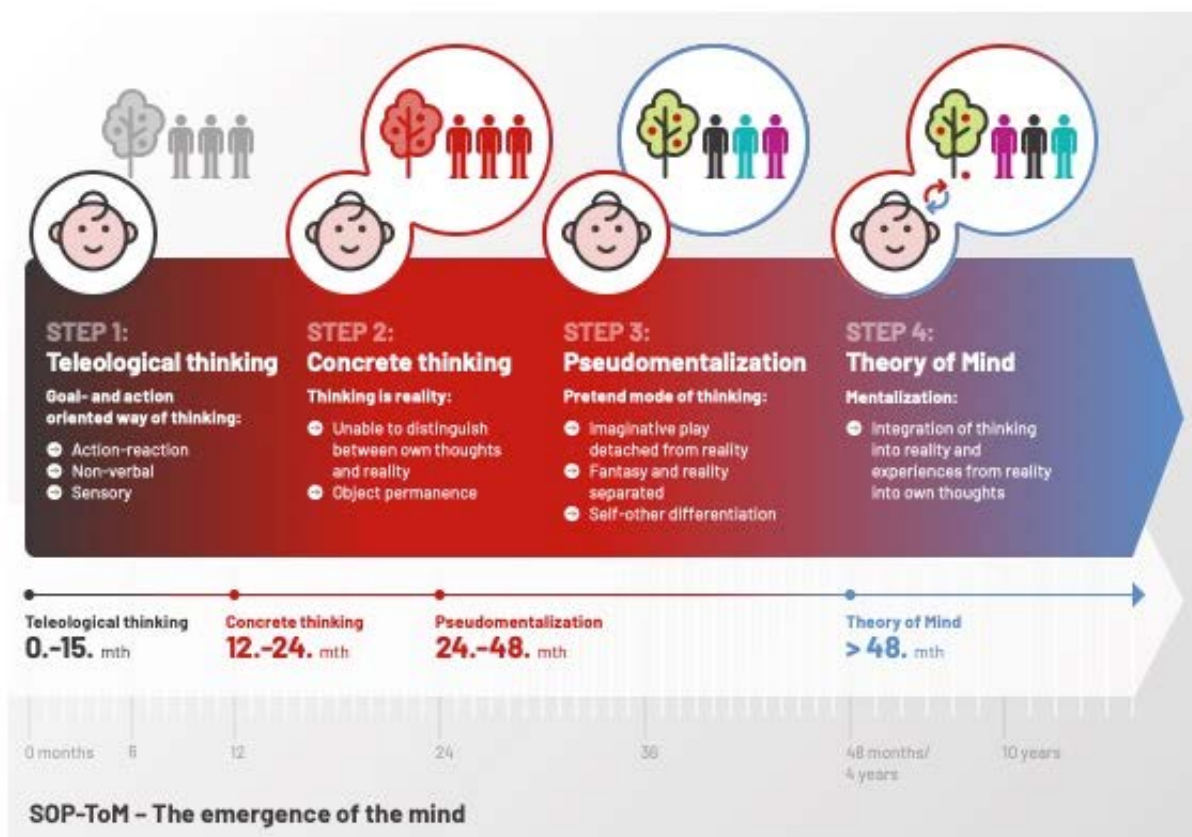 STEP 1:
Teleological thinking
Goal- and action
oriented way of thinking:
Action-reaction
Non-verbal
Sensory
STEP 2:
Concrete thinking
Thinking is reality:
Unable to distinguish
between own thoughts
and reality
Object permanence
STEP 3:
Pseudomentalization
Pretend mode of thinking:
Imaginative play
detached from reality
Fantasy and reality
separated
Self-other differentiation
STEP 4:
Theory of Mind
Mentalization:
Integration of thinking
into reality and
experiences from reality
into own thoughts
Teleological thinking
0.-15. mth
Concrete thinking
12.-24. mth
Pseudomentalization
24.-48. mth
Theory of Mind
> 48. mth
0 months 6 12 24 36 48 months/
4 years
10 years
SOP-ToM – The emergence of the mind